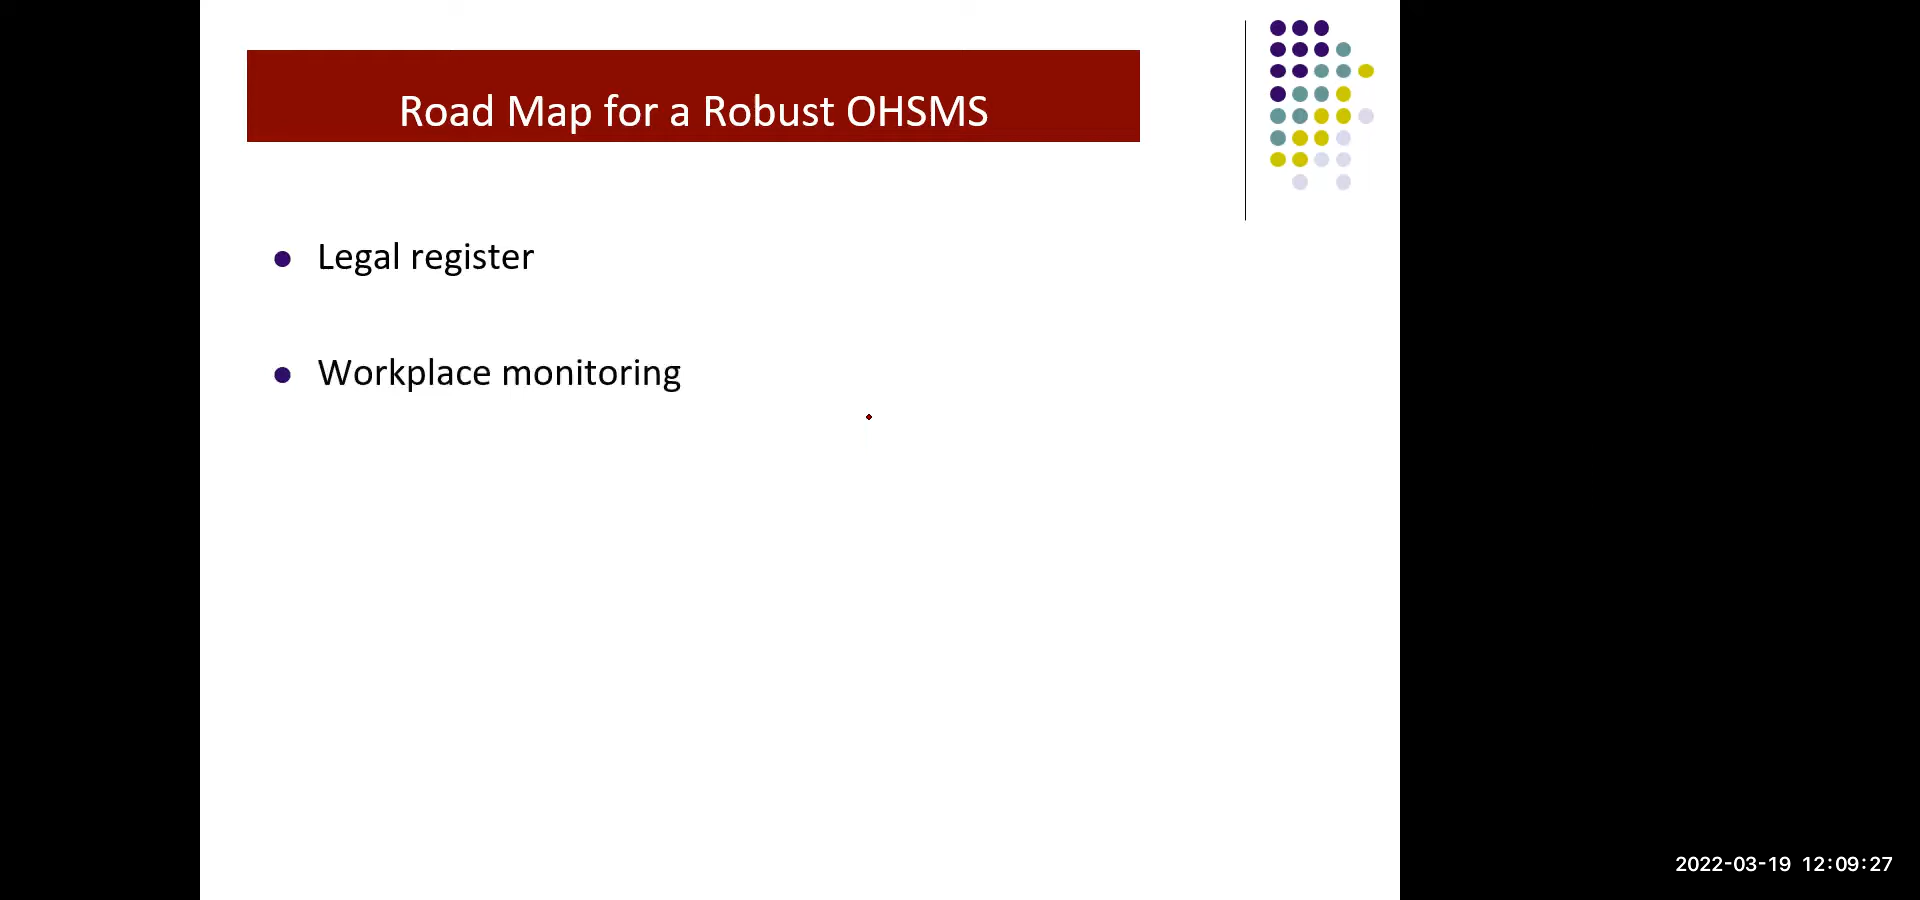 Road Map for a Robust OHSMS
Legal register
Workplace monitoring
2022-03-19 12:09:27